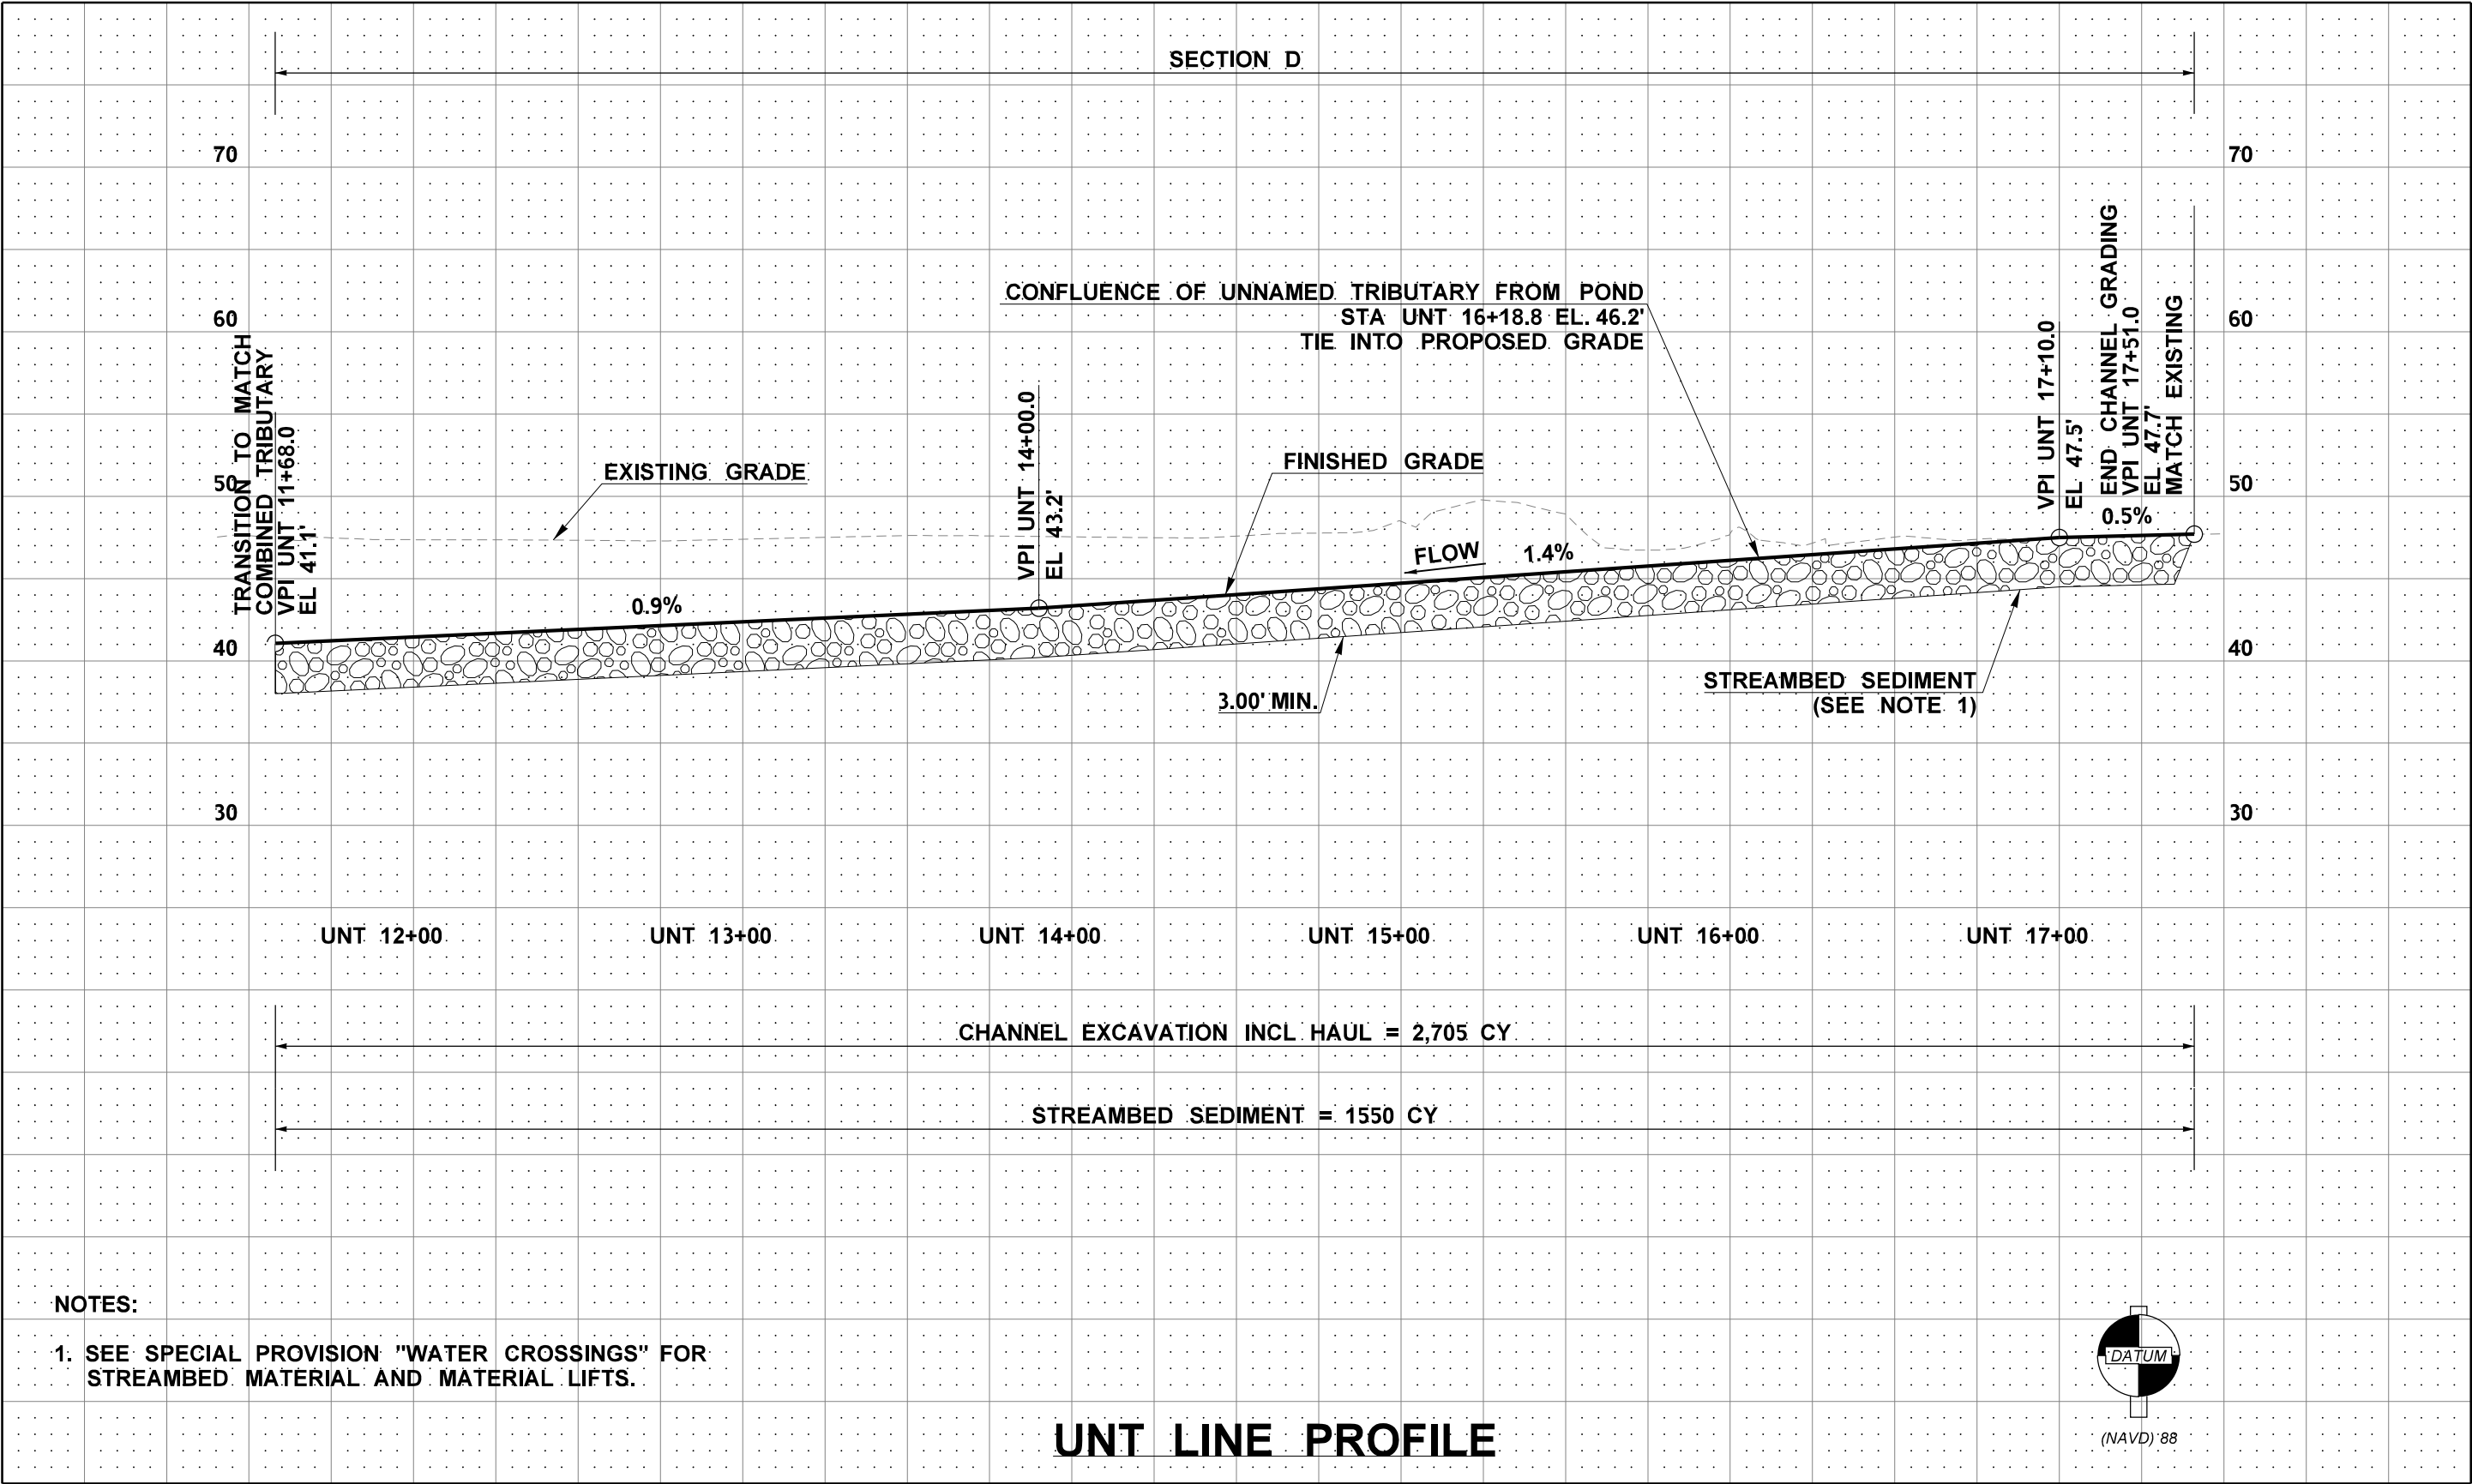 SECTION D
70
70
60
60
50
50
40
40
30
30
TRANSITION TO MATCH
COMBINED TRIBUTARY
VPI UNT 11+68.0
EL 41.1'
EXISTING GRADE
0.9%
VPI UNT 14+00.0
EL 43.2'
CONFLUENCE OF UNNAMED TRIBUTARY FROM POND
STA UNT 16+18.8 EL. 46.2'
TIE INTO PROPOSED GRADE
FINISHED GRADE
FLOW
1.4%
VPI UNT 17+10.0
EL 47.5'
END CHANNEL GRADING
VPI UNT 17+51.0
EL 47.7'
MATCH EXISTING
0.5%
3.00' MIN.
STREAMBED SEDIMENT
(SEE NOTE 1)
UNT 12+00
UNT 13+00
UNT 14+00
UNT 15+00
UNT 16+00
UNT 17+00
CHANNEL EXCAVATION INCL HAUL = 2,705 CY
STREAMBED SEDIMENT = 1550 CY
NOTES:
1. SEE SPECIAL PROVISION "WATER CROSSINGS" FOR
STREAMBED MATERIAL AND MATERIAL LIFTS.
UNT LINE PROFILE
DATUM
(NAVD) 88